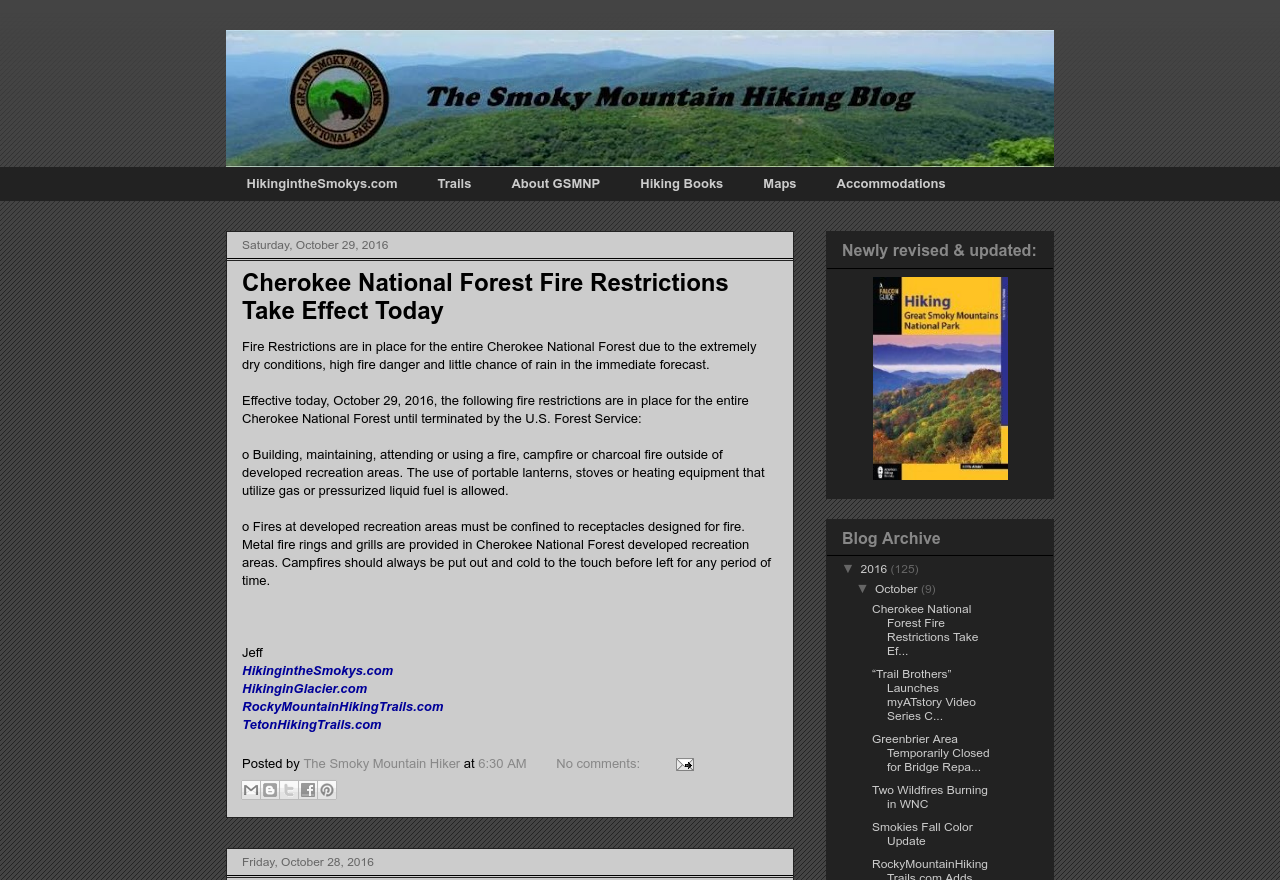 GREAT SMOKY MOUNTAINS
NATIONAL PARK
The Smoky Mountain Hiking Blog
HikingintheSmokys.com
Trails
About GSMNP
Hiking Books
Maps
Accommodations
Saturday, October 29, 2016
Cherokee National Forest Fire Restrictions
Take Effect Today
Fire Restrictions are in place for the entire Cherokee National Forest due to the extremely
dry conditions, high fire danger and little chance of rain in the immediate forecast.
Effective today, October 29, 2016, the following fire restrictions are in place for the entire
Cherokee National Forest until terminated by the U.S. Forest Service:
o Building, maintaining, attending or using a fire, campfire or charcoal fire outside of
developed recreation areas. The use of portable lanterns, stoves or heating equipment that
utilize gas or pressurized liquid fuel is allowed.
o Fires at developed recreation areas must be confined to receptacles designed for fire.
Metal fire rings and grills are provided in Cherokee National Forest developed recreation
areas. Campfires should always be put out and cold to the touch before left for any period of
time.
Jeff
HikingintheSmokys.com
HikinginGlacier.com
RockyMountainHikingTrails.com
TetonHikingTrails.com
Posted by The Smoky Mountain Hiker at 6:30 AM
No comments:
Friday, October 28, 2016
Newly revised & updated:
A
FALCON
GUIDE
Hiking
Great Smoky Mountains
National Park
Blog Archive
▼ 2016 (125)
▼ October (9)
Cherokee National
Forest Fire
Restrictions Take
Ef...
“Trail Brothers”
Launches
myATstory Video
Series C...
Greenbrier Area
Temporarily Closed
for Bridge Repa...
Two Wildfires Burning
in WNC
Smokies Fall Color
Update
RockyMountainHiking
Trails.com Adds